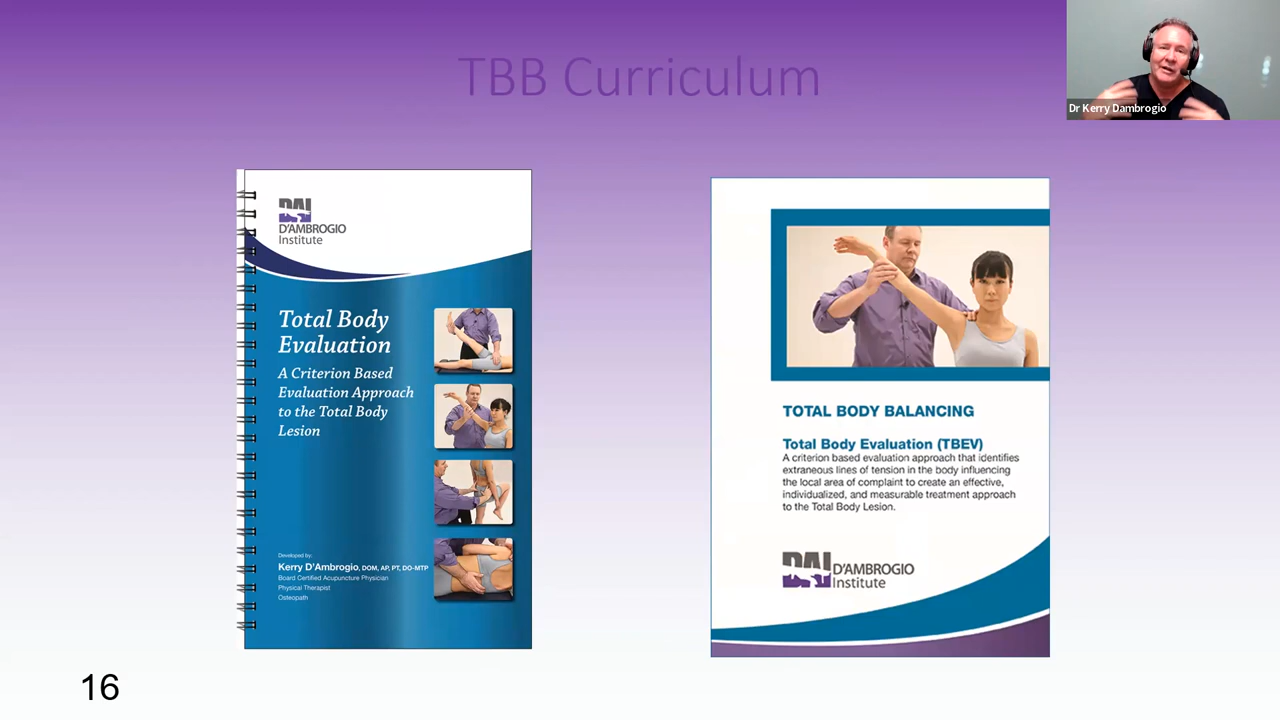 TBB Curriculum
Dr Kerry Dambrogio
DAI
D'AMBROGIO
Institute
Total Body
Evaluation
A Criterion Based
Evaluation Approach
to the Total Body
Lesion
Developed by:
Kerry D'Ambrogio, DOM, AP, PT, DO-MTP
Board Certified Acupuncture Physician
Physical Therapist
Osteopath
TOTAL BODY BALANCING
Total Body Evaluation (TBEV)
A criterion based evaluation approach that identifies
extraneous lines of tension in the body influencing
the local area of complaint to create an effective,
individualized, and measurable treatment approach
to the Total Body Lesion.
DAI
D'AMBROGIO
Institute
16